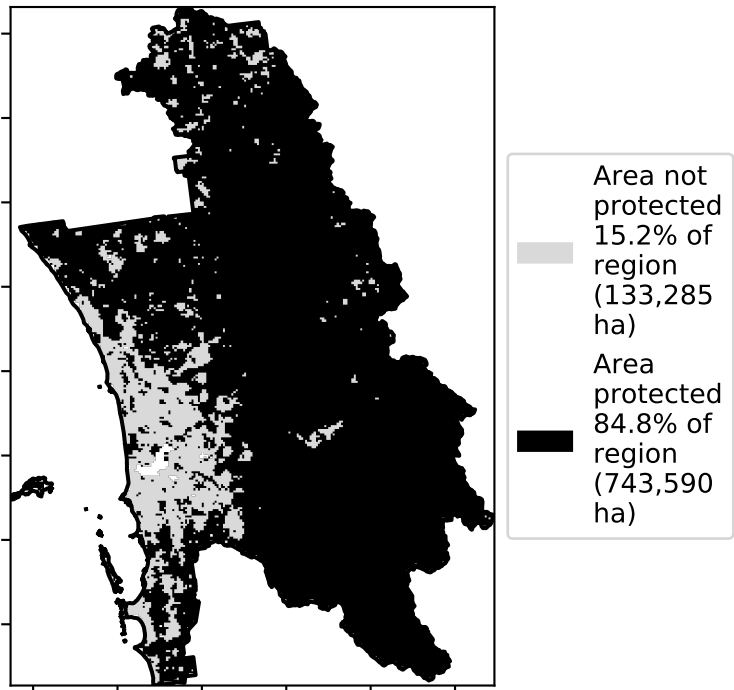 Area not
protected
15.2% of
region
(133,285
ha)
Area
protected
84.8% of
region
(743,590
ha)